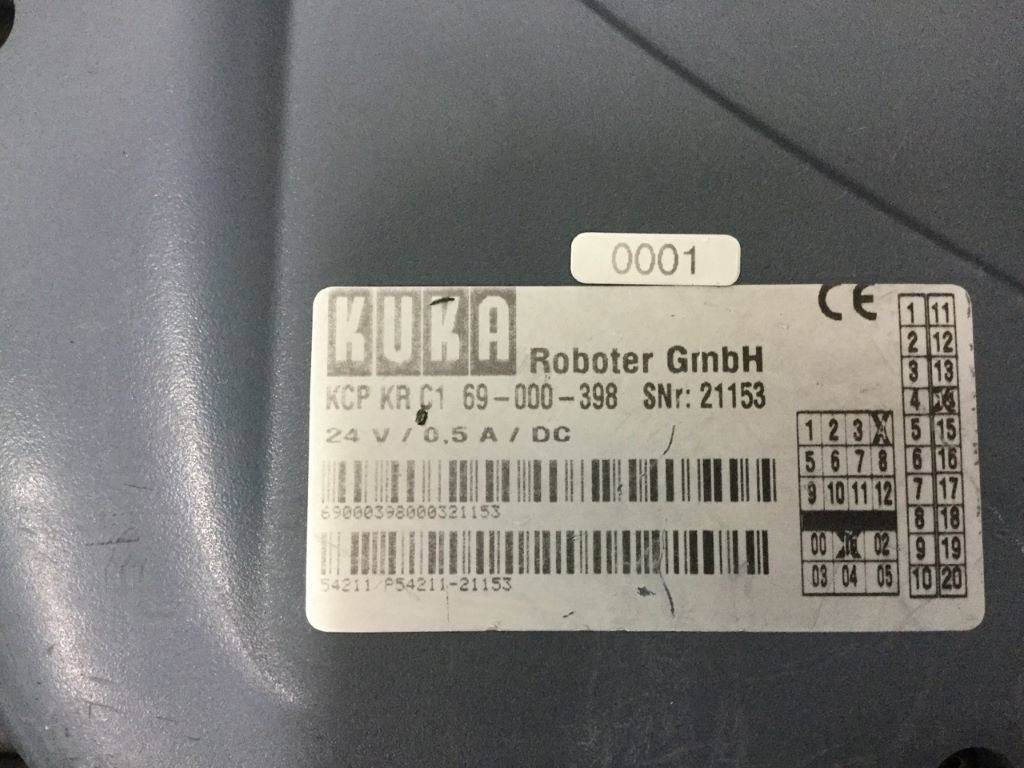 0001
KUKA Roboter GmbH
CE
KCP KR C1 69-000-398 SNr: 21153
24 V / 0,5 A / DC
69000398000321153
54211/P54211-21153
1 2 3
5 6 7 8
9 10 11 12
00 02
03 04 05
1 11
2 12
3 13
4
5 15
6 16
7 17
8 18
9 19
10 20